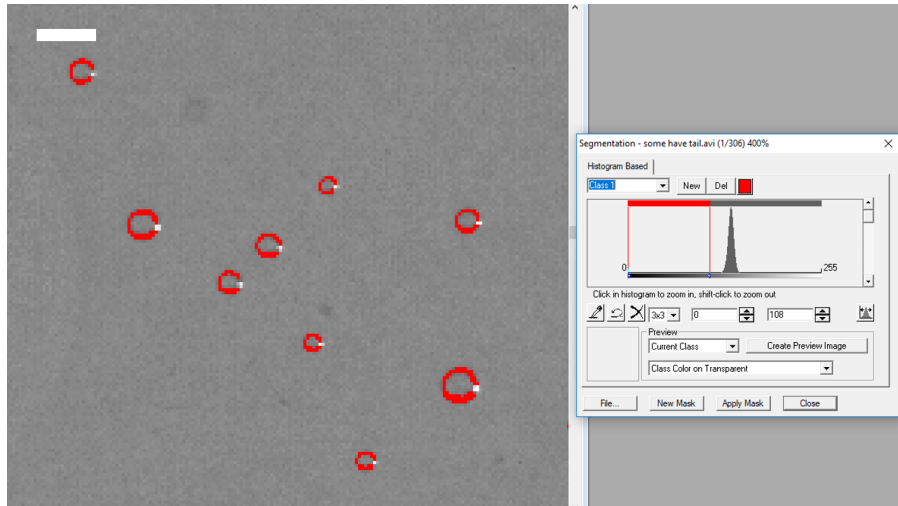 Segmentation - some have tail.avi (1/306) 400%
Histogram Based
Class 1 New Del
0 255
Click in histogram to zoom in, shift-click to zoom out
3x3 0 108
Preview
Current Class Create Preview Image
Class Color on Transparent
File... New Mask Apply Mask Close